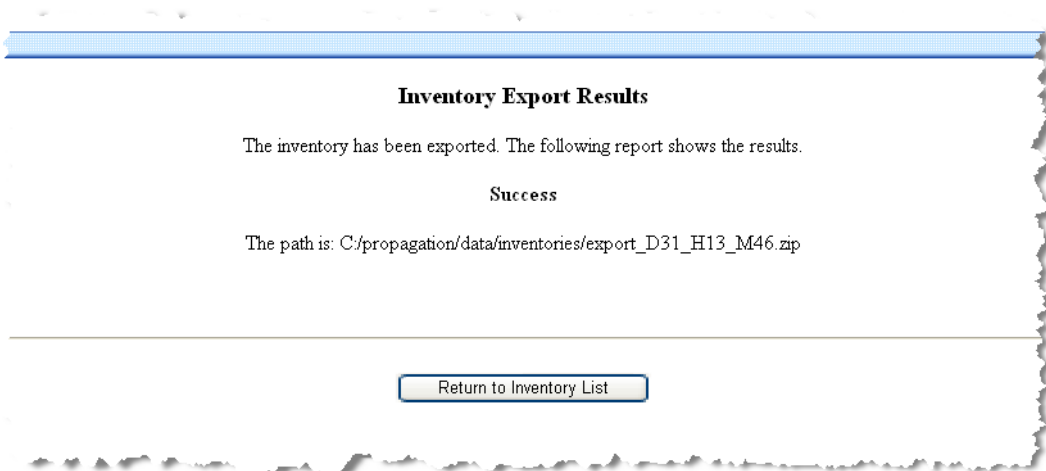 Inventory Export Results
The inventory has been exported. The following report shows the results.
Success
The path is: C:/propagation/data/inventories/export_D31_H13_M46.zip
Return to Inventory List